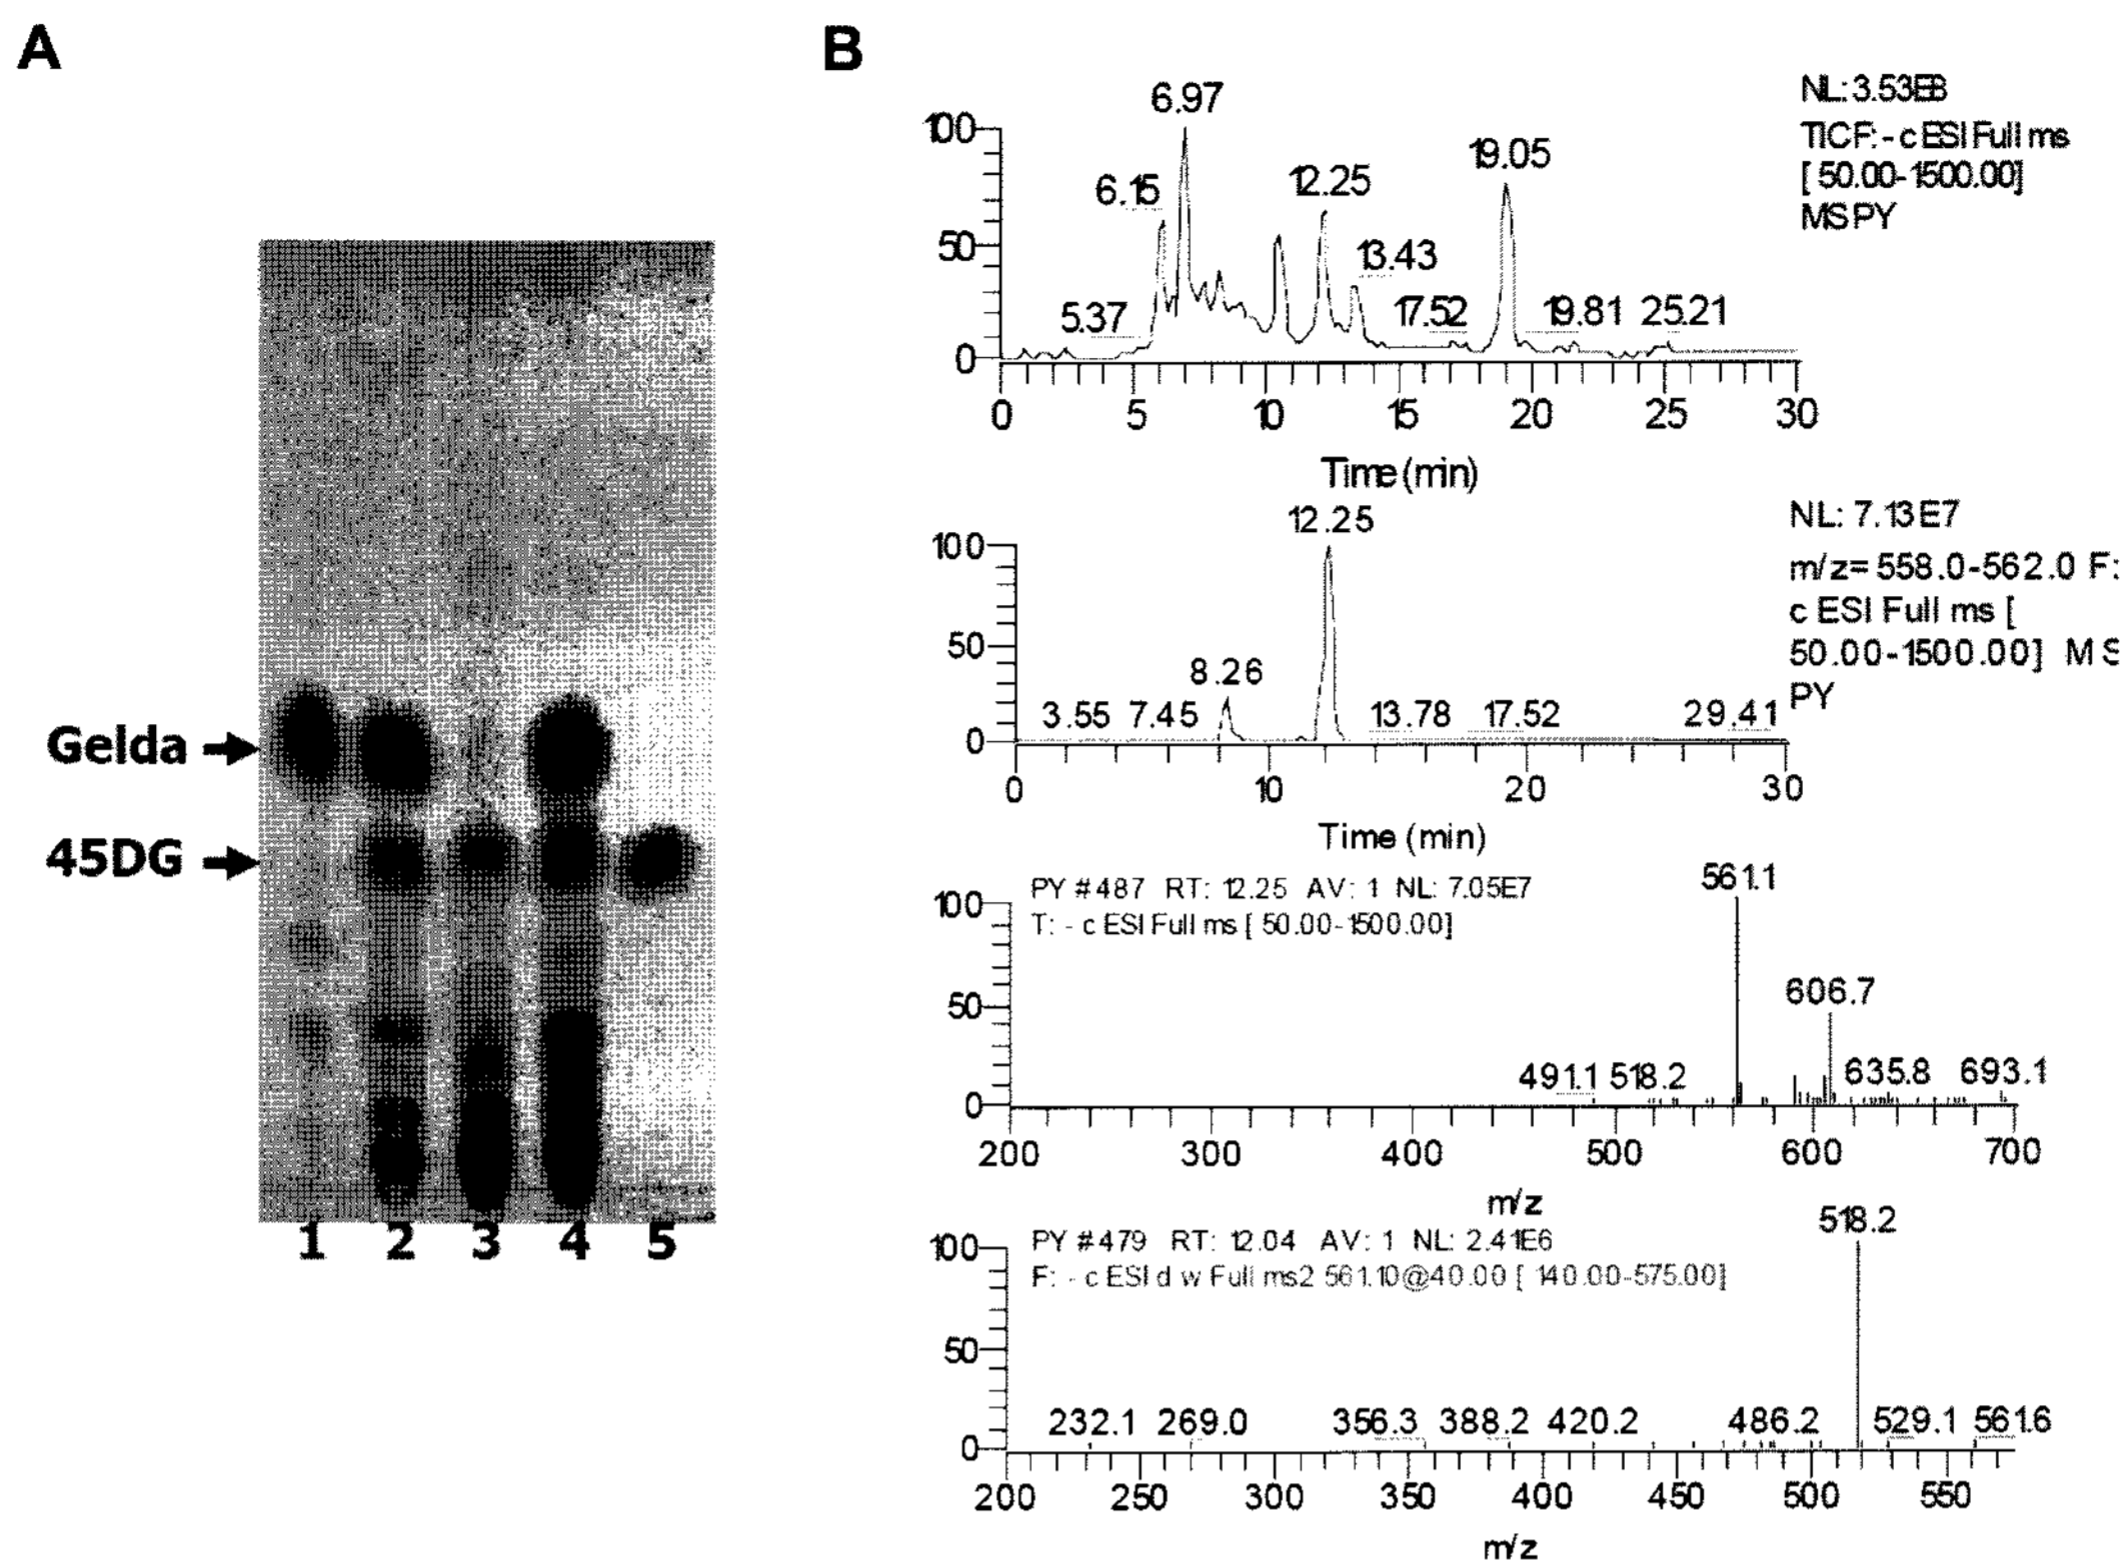 A
Gelda
45DG
1 2 3 4 5
B
NL: 3.53E8
TIC F: - c ESI Full ms
[ 50.00-1500.00]
MS PY
6.97
19.05
12.25
6.15
13.43
5.37
17.52
19.81
25.21
100
50
0
0 5 10 15 20 25 30
Time (min)
NL: 7.13E7
m/z= 558.0-562.0 F:
c ESI Full ms [
50.00-1500.00] MS
PY
12.25
8.26
3.55 7.45 13.78 17.52 29.41
100
50
0
0 10 20 30
Time (min)
PY #487 RT: 12.25 AV: 1 NL: 7.05E7
T: - c ESI Full ms [ 50.00-1500.00]
561.1
606.7
491.1 518.2 635.8 693.1
100
50
0
200 300 400 500 600 700
m/z
PY #479 RT: 12.04 AV: 1 NL: 2.41E6
F: - c ESI d w Full ms2 561.10@40.00 [ 140.00-575.00]
518.2
232.1 269.0 356.3 388.2 420.2 486.2 529.1 561.6
100
50
0
200 250 300 350 400 450 500 550
m/z